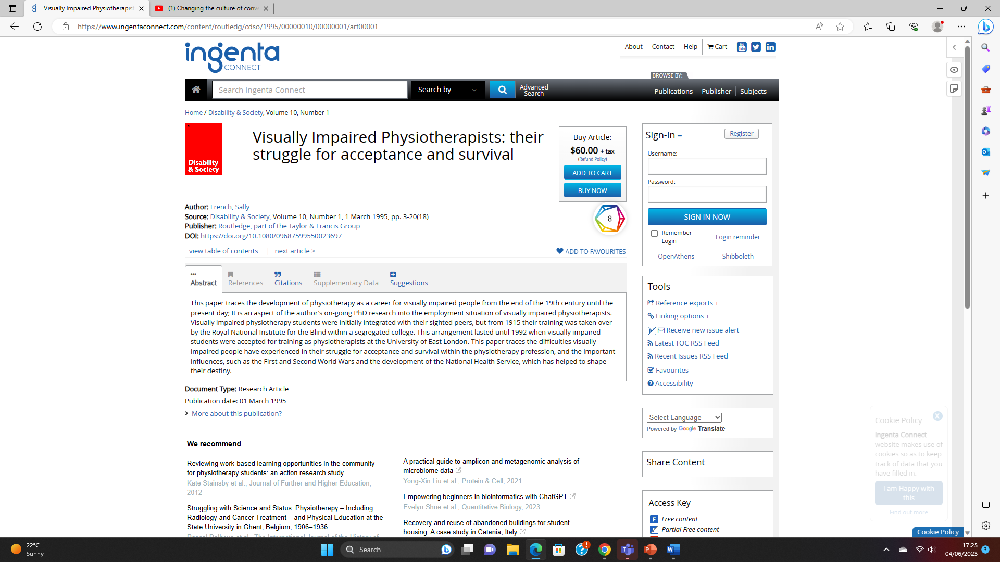 Visually Impaired Physiotherapist
(1) Changing the culture of conve
https://www.ingentaconnect.com/content/routledg/cdso/1995/00000010/00000001/art00001
ingenta
CONNECT
About Contact Help Cart
BROWSE BY:
Search Ingenta Connect
Search by
Advanced
Search
Publications Publisher Subjects
Home / Disability & Society, Volume 10, Number 1
Disability
& Society
Visually Impaired Physiotherapists: their
struggle for acceptance and survival
Buy Article:
$60.00 + tax
(Refund Policy)
ADD TO CART
BUY NOW
8
Author: French, Sally
Source: Disability & Society, Volume 10, Number 1, 1 March 1995, pp. 3-20(18)
Publisher: Routledge, part of the Taylor & Francis Group
DOI: https://doi.org/10.1080/09687599550023697
view table of contents
next article >
ADD TO FAVOURITES
Abstract
References
Citations
Supplementary Data
Suggestions
This paper traces the development of physiotherapy as a career for visually impaired people from the end of the 19th century until the
present day; It is an aspect of the author's on-going PhD research into the employment situation of visually impaired physiotherapists.
Visually impaired physiotherapy students were initially integrated with their sighted peers, but from 1915 their training was taken over
by the Royal National Institute for the Blind within a segregated college. This arrangement lasted until 1992 when visually impaired
students were accepted for training as physiotherapists at the University of East London. This paper traces the difficulties visually
impaired people have experienced in their struggle for acceptance and survival within the physiotherapy profession, and the important
influences, such as the First and Second World Wars and the development of the National Health Service, which has helped to shape
their destiny.
Document Type: Research Article
Publication date: 01 March 1995
More about this publication?
We recommend
Reviewing work-based learning opportunities in the community
for physiotherapy students: an action research study
Kate Stainsby et al., Journal of Further and Higher Education,
2012
Struggling with Science and Status: Physiotherapy – Including
Radiology and Cancer Treatment – and Physical Education at the
State University in Ghent, Belgium, 1906–1936
A practical guide to amplicon and metagenomic analysis of
microbiome data
Yong-Xin Liu et al., Protein & Cell, 2021
Empowering beginners in bioinformatics with ChatGPT
Evelyn Shue et al., Quantitative Biology, 2023
Recovery and reuse of abandoned buildings for student
housing: A case study in Catania, Italy
Sign-in –
Register
Username:
Password:
SIGN IN NOW
Remember
Login
Login reminder
OpenAthens
Shibboleth
Tools
Reference exports +
Linking options +
Receive new issue alert
Latest TOC RSS Feed
Recent Issues RSS Feed
Favourites
Accessibility
Select Language
Powered by Google Translate
Share Content
Access Key
F Free content
Partial Free content
Cookie Policy
X
Ingenta Connect
website makes use of
cookies so as to keep
track of data that you
have filled in.
I am Happy with
this
Find out more
Cookie Policy
22°C
Sunny
Search
17:25
04/06/2023
3